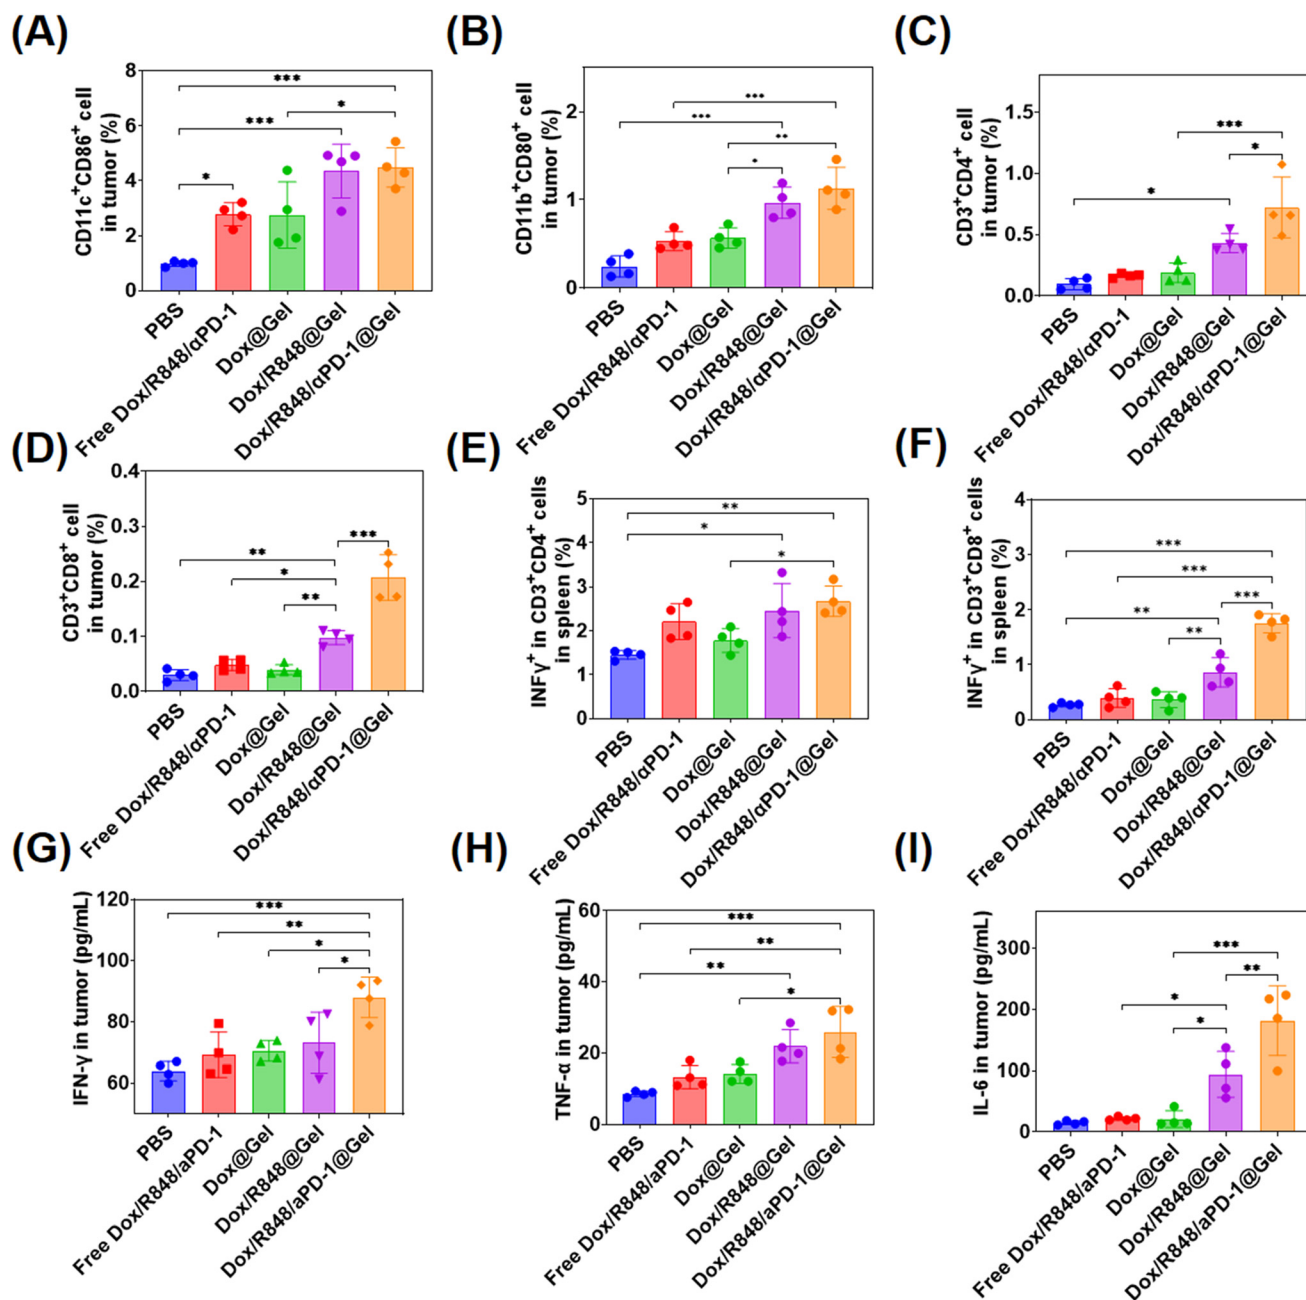 (A)
CD11c⁺CD86⁺ cell
in tumor (%)
8
6
4
2
0
***
*
***
*
PBS
Free Dox/R848/αPD-1
Dox@Gel
Dox/R848@Gel
Dox/R848/αPD-1@Gel
(B)
CD11b⁺CD80⁺ cell
in tumor (%)
2
1
0
***
***
**
*
PBS
Free Dox/R848/αPD-1
Dox@Gel
Dox/R848@Gel
Dox/R848/αPD-1@Gel
(C)
CD3⁺CD4⁺ cell
in tumor (%)
1.5
1.0
0.5
0.0
***
*
*
PBS
Free Dox/R848/αPD-1
Dox@Gel
Dox/R848@Gel
Dox/R848/αPD-1@Gel
(D)
CD3⁺CD8⁺ cell
in tumor (%)
0.4
0.3
0.2
0.1
0.0
***
**
*
**
PBS
Free Dox/R848/αPD-1
Dox@Gel
Dox/R848@Gel
Dox/R848/αPD-1@Gel
(E)
INFγ⁺ in CD3⁺CD4⁺ cells
in spleen (%)
5
4
3
2
1
0
**
*
*
PBS
Free Dox/R848/αPD-1
Dox@Gel
Dox/R848@Gel
Dox/R848/αPD-1@Gel
(F)
INFγ⁺ in CD3⁺CD8⁺ cells
in spleen (%)
4
3
2
1
0
***
***
***
**
**
PBS
Free Dox/R848/αPD-1
Dox@Gel
Dox/R848@Gel
Dox/R848/αPD-1@Gel
(G)
IFN-γ in tumor (pg/mL)
120
100
80
60
***
**
*
*
PBS
Free Dox/R848/aPD-1
Dox@Gel
Dox/R848@Gel
Dox/R848/aPD-1@Gel
(H)
TNF-α in tumor (pg/mL)
60
40
20
0
***
**
**
*
PBS
Free Dox/R848/aPD-1
Dox@Gel
Dox/R848@Gel
Dox/R848/aPD-1@Gel
(I)
IL-6 in tumor (pg/mL)
300
200
100
0
***
**
*
*
PBS
Free Dox/R848/aPD-1
Dox@Gel
Dox/R848@Gel
Dox/R848/aPD-1@Gel